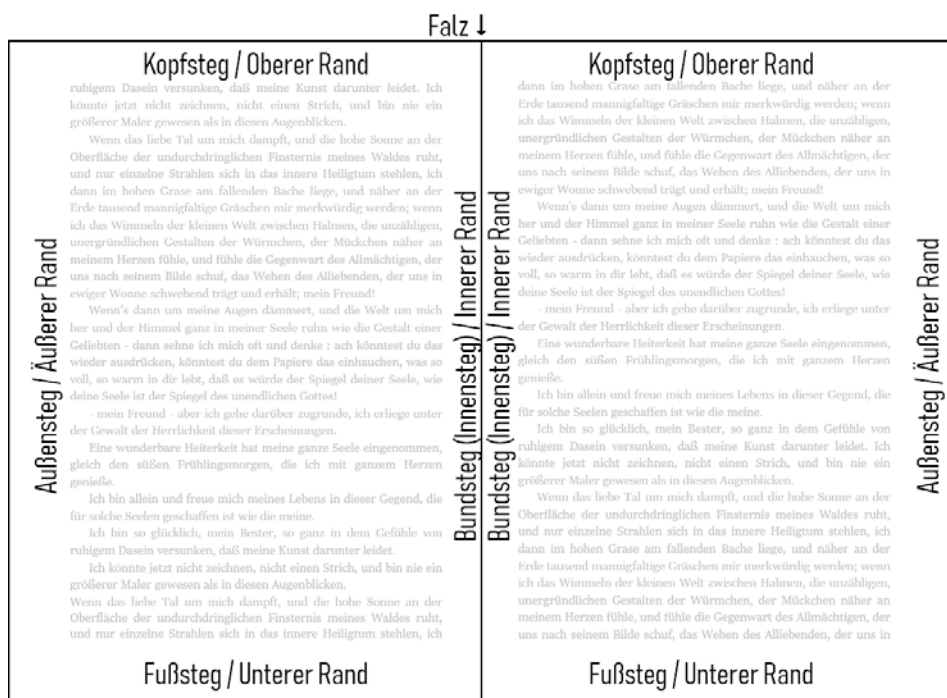 Falz ↓
Kopfsteg / Oberer Rand
ruhigem Dasein versunken, daß meine Kunst darunter leidet. Ich
könnte jetzt nicht zeichnen, nicht einen Strich, und bin nie ein
größerer Maler gewesen als in diesen Augenblicken.
Wenn das liebe Tal um mich dampft, und die hohe Sonne an der
Oberfläche der undurchdringlichen Finsternis meines Waldes ruht,
und nur einzelne Strahlen sich in das innere Heiligtum stehlen, ich
dann im hohen Grase am fallenden Bache liege, und näher an der
Erde tausend mannigfaltige Gräschen mir merkwürdig werden; wenn
ich das Wimmeln der kleinen Welt zwischen Halmen, die unzähligen,
unergründlichen Gestalten der Würmchen, der Mückchen näher an
meinem Herzen fühle, und fühle die Gegenwart des Allmächtigen, der
uns nach seinem Bilde schuf, das Wehen des Alliebenden, der uns in
ewiger Wonne schwebend trägt und erhält; mein Freund!
Wenn's dann um meine Augen dämmert, und die Welt um mich
her und der Himmel ganz in meiner Seele ruhn wie die Gestalt einer
Geliebten - dann sehne ich mich oft und denke : ach könntest du das
wieder ausdrücken, könntest du dem Papiere das einhauchen, was so
voll, so warm in dir lebt, daß es würde der Spiegel deiner Seele, wie
deine Seele ist der Spiegel des unendlichen Gottes!
- mein Freund - aber ich gehe darüber zugrunde, ich erliege unter
der Gewalt der Herrlichkeit dieser Erscheinungen.
Eine wunderbare Heiterkeit hat meine ganze Seele eingenommen,
gleich den süßen Frühlingsmorgen, die ich mit ganzem Herzen
genieße.
Ich bin allein und freue mich meines Lebens in dieser Gegend, die
für solche Seelen geschaffen ist wie die meine.
Ich bin so glücklich, mein Bester, so ganz in dem Gefühle von
ruhigem Dasein versunken, daß meine Kunst darunter leidet.
Ich könnte jetzt nicht zeichnen, nicht einen Strich, und bin nie ein
größerer Maler gewesen als in diesen Augenblicken.
Wenn das liebe Tal um mich dampft, und die hohe Sonne an der
Oberfläche der undurchdringlichen Finsternis meines Waldes ruht,
und nur einzelne Strahlen sich in das innere Heiligtum stehlen, ich
Fußsteg / Unterer Rand
Außensteg / Äußerer Rand
Bundsteg (Innensteg) / Innerer Rand
Kopfsteg / Oberer Rand
dann im hohen Grase am fallenden Bache liege, und näher an der
Erde tausend mannigfaltige Gräschen mir merkwürdig werden; wenn
ich das Wimmeln der kleinen Welt zwischen Halmen, die unzähligen,
unergründlichen Gestalten der Würmchen, der Mückchen näher an
meinem Herzen fühle, und fühle die Gegenwart des Allmächtigen, der
uns nach seinem Bilde schuf, das Wehen des Alliebenden, der uns in
ewiger Wonne schwebend trägt und erhält; mein Freund!
Wenn's dann um meine Augen dämmert, und die Welt um mich
her und der Himmel ganz in meiner Seele ruhn wie die Gestalt einer
Geliebten - dann sehne ich mich oft und denke : ach könntest du das
wieder ausdrücken, könntest du dem Papiere das einhauchen, was so
voll, so warm in dir lebt, daß es würde der Spiegel deiner Seele, wie
deine Seele ist der Spiegel des unendlichen Gottes!
- mein Freund - aber ich gehe darüber zugrunde, ich erliege unter
der Gewalt der Herrlichkeit dieser Erscheinungen.
Eine wunderbare Heiterkeit hat meine ganze Seele eingenommen,
gleich den süßen Frühlingsmorgen, die ich mit ganzem Herzen
genieße.
Ich bin allein und freue mich meines Lebens in dieser Gegend, die
für solche Seelen geschaffen ist wie die meine.
Ich bin so glücklich, mein Bester, so ganz in dem Gefühle von
ruhigem Dasein versunken, daß meine Kunst darunter leidet. Ich
könnte jetzt nicht zeichnen, nicht einen Strich, und bin nie ein
größerer Maler gewesen als in diesen Augenblicken.
Wenn das liebe Tal um mich dampft, und die hohe Sonne an der
Oberfläche der undurchdringlichen Finsternis meines Waldes ruht,
und nur einzelne Strahlen sich in das innere Heiligtum stehlen, ich
dann im hohen Grase am fallenden Bache liege, und näher an der
Erde tausend mannigfaltige Gräschen mir merkwürdig werden; wenn
ich das Wimmeln der kleinen Welt zwischen Halmen, die unzähligen,
unergründlichen Gestalten der Würmchen, der Mückchen näher an
meinem Herzen fühle, und fühle die Gegenwart des Allmächtigen, der
uns nach seinem Bilde schuf, das Wehen des Alliebenden, der uns in
Fußsteg / Unterer Rand
Bundsteg (Innensteg) / Innerer Rand
Außensteg / Äußerer Rand